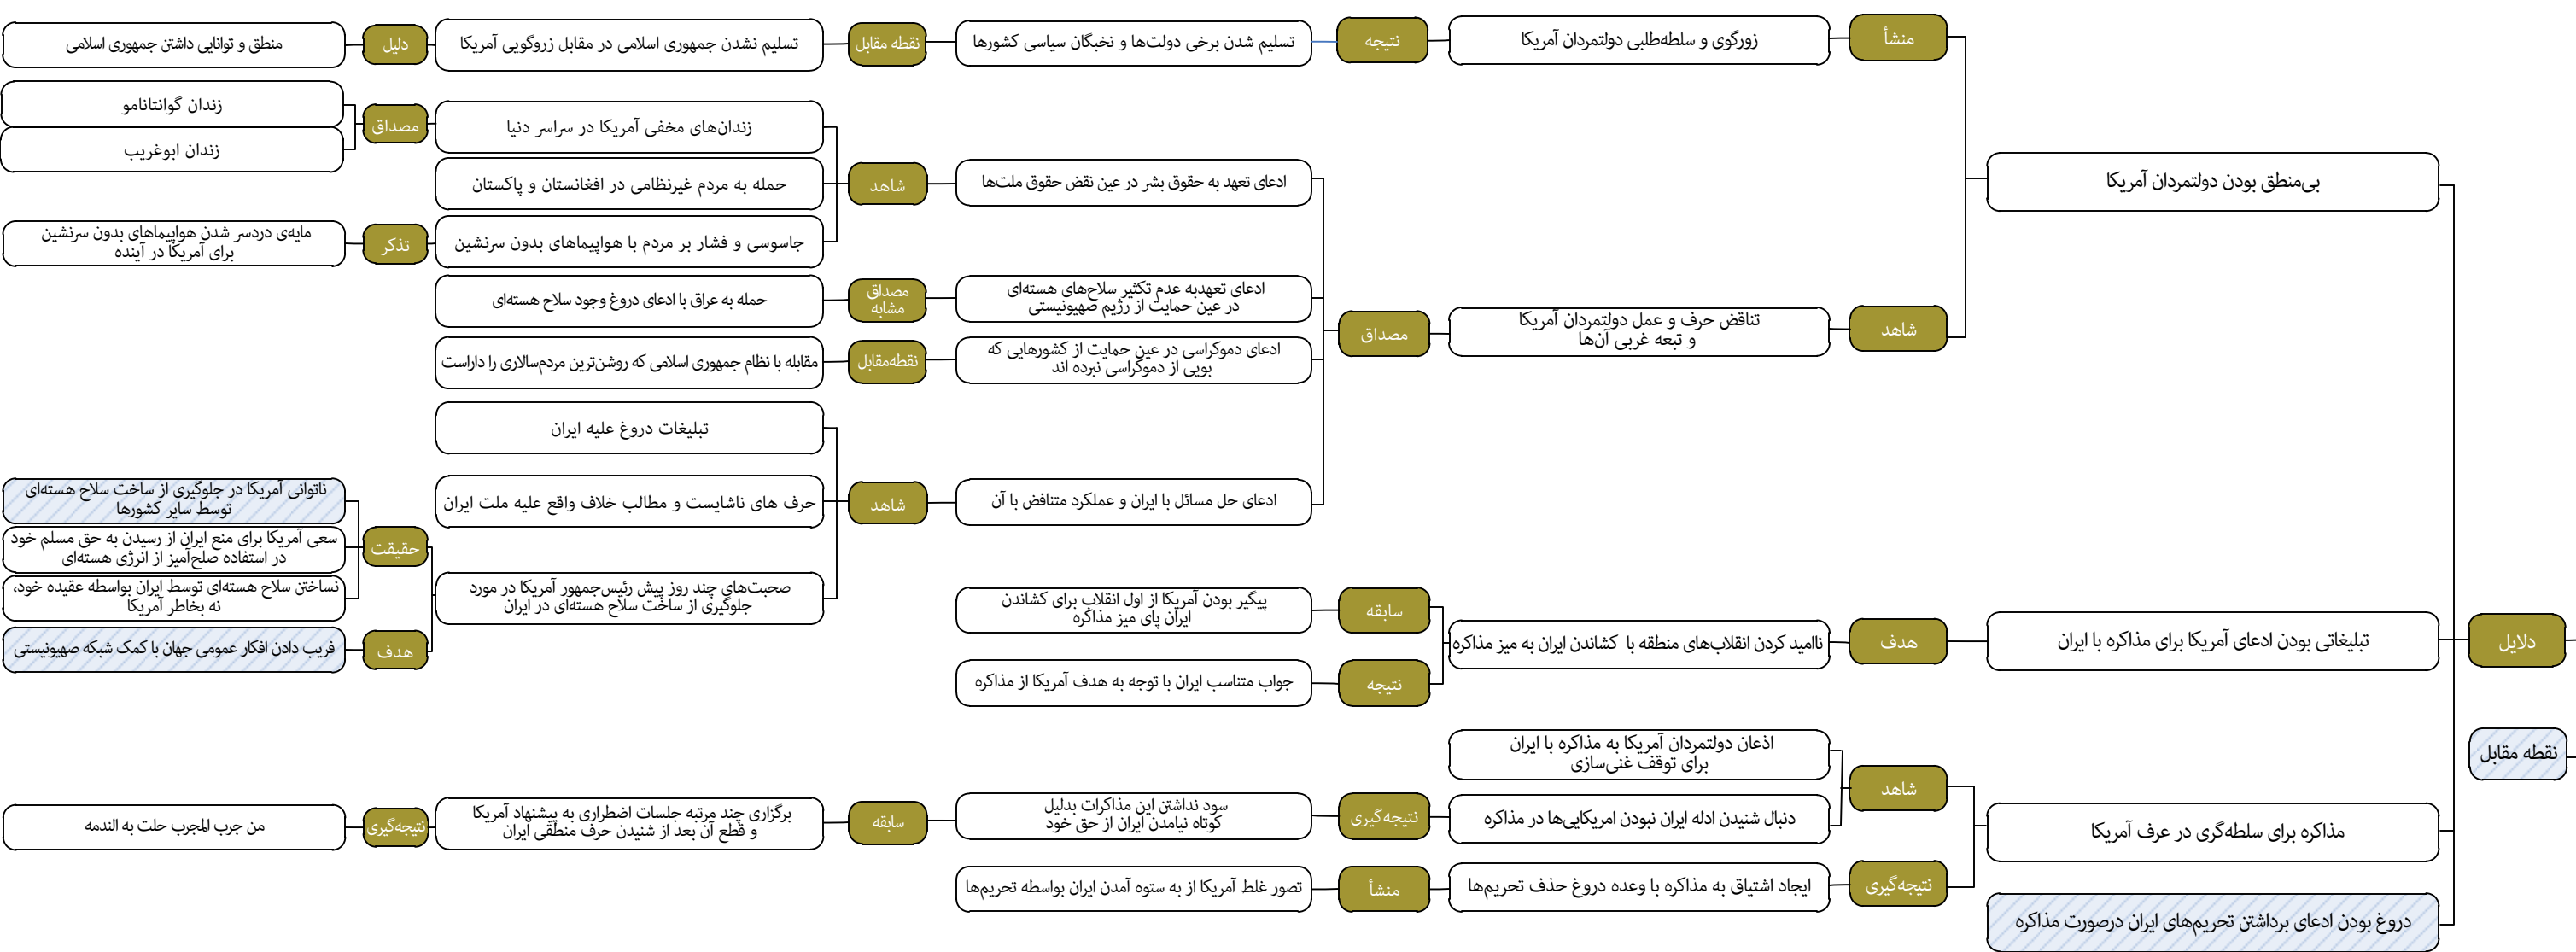 دلایل
نقطه مقابل
بی‌منطق بودن دولتمردان آمریکا
منشأ
زورگوی و سلطه‌طلبی دولتمردان آمریکا
نتیجه
تسلیم شدن برخی دولت‌ها و نخبگان سیاسی کشورها
نقطه مقابل
تسلیم نشدن جمهوری اسلامی در مقابل زروگویی آمریکا
دلیل
منطق و توانایی داشتن جمهوری اسلامی
شاهد
تناقض حرف و عمل دولتمردان آمریکا
و تبعه غربی آن‌ها
مصداق
ادعای تعهد به حقوق بشر در عین نقض حقوق ملت‌ها
شاهد
زندان‌های مخفی آمریکا در سراسر دنیا
مصداق
زندان گوانتانامو
زندان ابوغریب
حمله به مردم غیرنظامی در افغانستان و پاکستان
جاسوسی و فشار بر مردم با هواپیماهای بدون سرنشین
تذکر
مایه‌ی دردسر شدن هواپیماهای بدون سرنشین
برای آمریکا در آینده
ادعای تعهدبه عدم تکثیر سلاح‌های هسته‌ای
در عین حمایت از رژیم صهیونیستی
مصداق
مشابه
حمله به عراق با ادعای دروغ وجود سلاح هسته‌ای
ادعای دموکراسی در عین حمایت از کشورهایی که
بویی از دموکراسی نبرده اند
نقطه‌مقابل
مقابله با نظام جمهوری اسلامی که روشن‌ترین مردم‌سالاری را داراست
ادعای حل مسائل با ایران و عملکرد متنافض با آن
شاهد
تبلیغات دروغ علیه ایران
حرف های ناشایست و مطالب خلاف واقع علیه ملت ایران
صحبت‌های چند روز پیش رئیس‌جمهور آمریکا در مورد
جلوگیری از ساخت سلاح هسته‌ای در ایران
حقیقت
ناتوانی آمریکا در جلوگیری از ساخت سلاح هسته‌ای
توسط سایر کشورها
سعی آمریکا برای منع ایران از رسیدن به حق مسلم خود
در استفاده صلح‌آمیز از انرژی هسته‌ای
نساختن سلاح هسته‌ای توسط ایران بواسطه عقیده خود،
نه بخاطر آمریکا
هدف
فریب دادن افکار عمومی جهان با کمک شبکه صهیونیستی
تبلیغاتی بودن ادعای آمریکا برای مذاکره با ایران
هدف
ناامید کردن انقلاب‌های منطقه با کشاندن ایران به میز مذاکره
سابقه
پیگیر بودن آمریکا از اول انقلاب برای کشاندن
ایران پای میز مذاکره
نتیجه
جواب متناسب ایران با توجه به هدف آمریکا از مذاکره
مذاکره برای سلطه‌گری در عرف آمریکا
شاهد
اذعان دولتمردان آمریکا به مذاکره با ایران
برای توقف غنی‌سازی
دنبال شنیدن ادله ایران نبودن امریکایی‌ها در مذاکره
نتیجه‌گیری
سود نداشتن این مذاکرات بدلیل
کوتاه نیامدن ایران از حق خود
سابقه
برگزاری چند مرتبه جلسات اضطراری به پیشنهاد آمریکا
و قطع آن بعد از شنیدن حرف منطقی ایران
نتیجه‌گیری
من جرب المجرب حلت به الندمه
نتیجه‌گیری
ایجاد اشتیاق به مذاکره با وعده دروغ حذف تحریم‌ها
منشأ
تصور غلط آمریکا از به ستوه آمدن ایران بواسطه تحریم‌ها
دروغ بودن ادعای برداشتن تحریم‌های ایران درصورت مذاکره